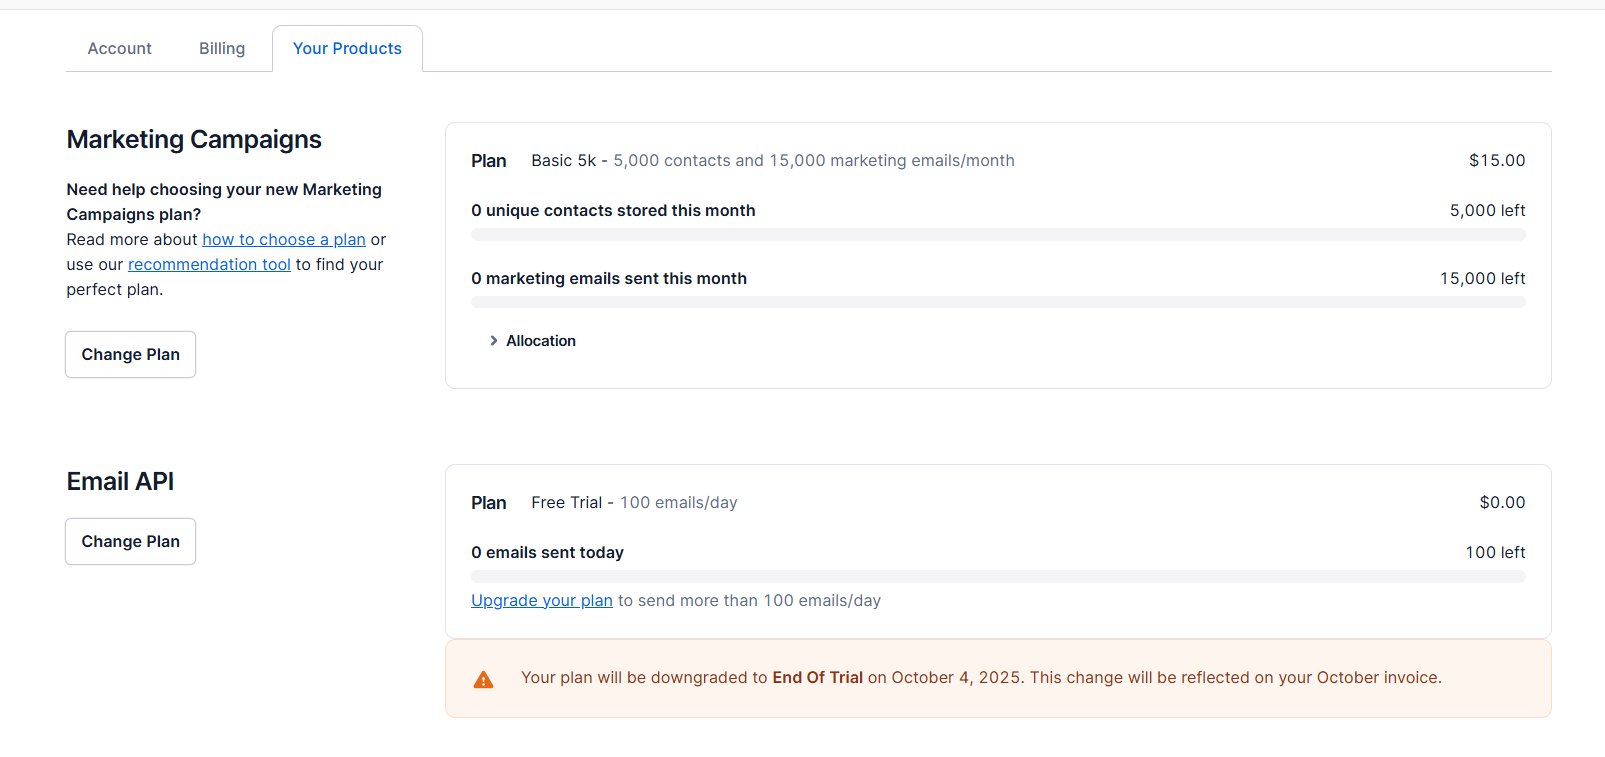 Account
Billing
Your Products
Marketing Campaigns
Need help choosing your new Marketing
Campaigns plan?
Read more about how to choose a plan or
use our recommendation tool to find your
perfect plan.
Change Plan
Plan Basic 5k - 5,000 contacts and 15,000 marketing emails/month $15.00
0 unique contacts stored this month 5,000 left
0 marketing emails sent this month 15,000 left
Allocation
Email API
Change Plan
Plan Free Trial - 100 emails/day $0.00
0 emails sent today 100 left
Upgrade your plan to send more than 100 emails/day
Your plan will be downgraded to End Of Trial on October 4, 2025. This change will be reflected on your October invoice.